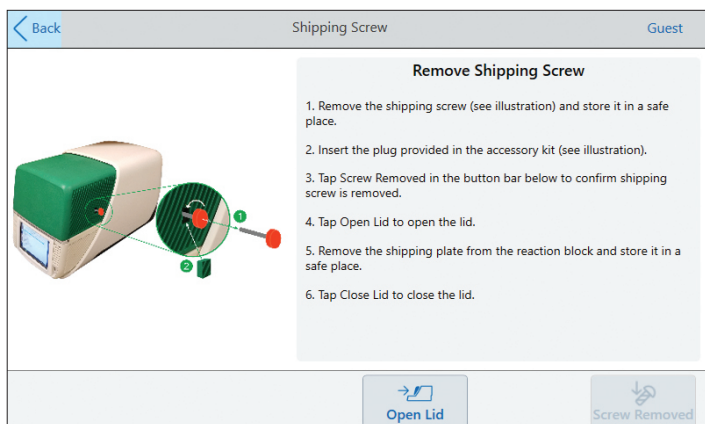 Back
Shipping Screw
Guest
Remove Shipping Screw
1. Remove the shipping screw (see illustration) and store it in a safe
place.
2. Insert the plug provided in the accessory kit (see illustration).
3. Tap Screw Removed in the button bar below to confirm shipping
screw is removed.
4. Tap Open Lid to open the lid.
5. Remove the shipping plate from the reaction block and store it in a
safe place.
6. Tap Close Lid to close the lid.
1
2
Open Lid
Screw Removed